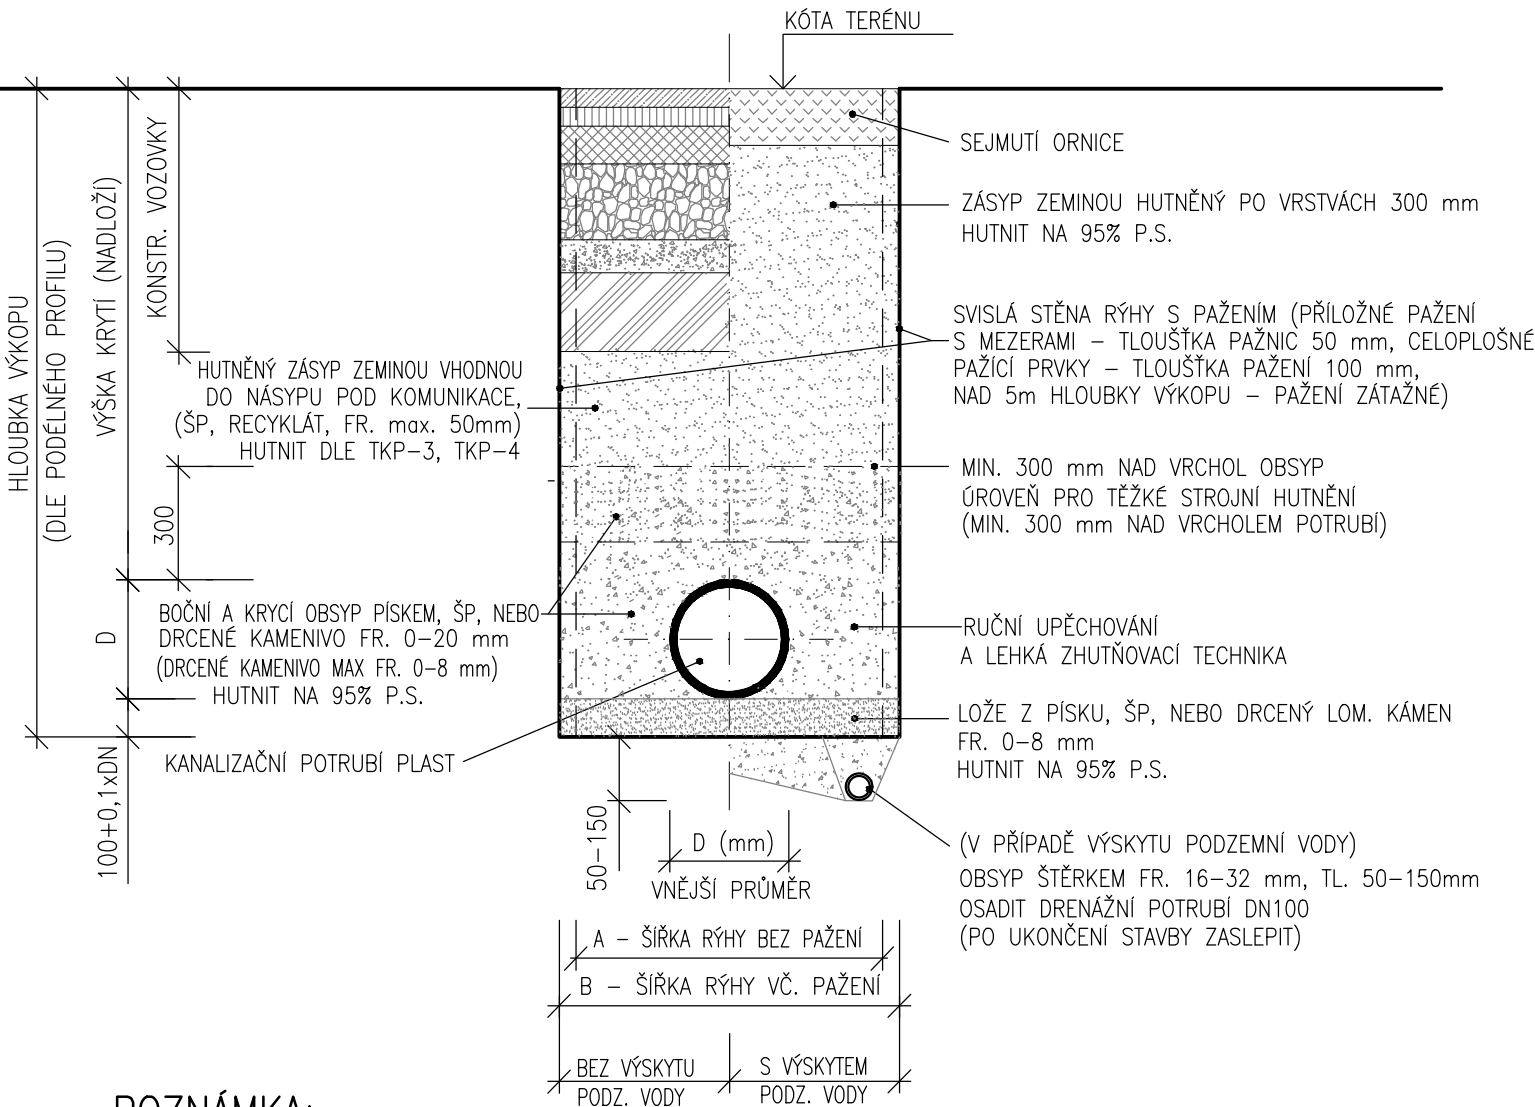 KÓTA TERÉNU
SEJMUTÍ ORNICE
ZÁSYP ZEMINOU HUTNĚNÝ PO VRSTVÁCH 300 mm
HUTNIT NA 95% P.S.
SVISLÁ STĚNA RÝHY S PAŽENÍM (PŘÍLOŽNÉ PAŽENÍ
S MEZERAMI – TLOUŠŤKA PAŽNIC 50 mm, CELOPLOŠNÉ
PAŽÍCÍ PRVKY – TLOUŠŤKA PAŽENÍ 100 mm,
NAD 5m HLOUBKY VÝKOPU – PAŽENÍ ZÁTAŽNÉ)
MIN. 300 mm NAD VRCHOL OBSYP
ÚROVEŇ PRO TĚŽKÉ STROJNÍ HUTNĚNÍ
(MIN. 300 mm NAD VRCHOLEM POTRUBÍ)
RUČNÍ UPĚCHOVÁNÍ
A LEHKÁ ZHUTŇOVACÍ TECHNIKA
LOŽE Z PÍSKU, ŠP, NEBO DRCENÝ LOM. KÁMEN
FR. 0–8 mm
HUTNIT NA 95% P.S.
(V PŘÍPADĚ VÝSKYTU PODZEMNÍ VODY)
OBSYP ŠTĚRKEM FR. 16–32 mm, TL. 50–150mm
OSADIT DRENÁŽNÍ POTRUBÍ DN100
(PO UKONČENÍ STAVBY ZASLEPIT)
HLOUBKA VÝKOPU
(DLE PODÉLNÉHO PROFILU)
VÝŠKA KRYTÍ (NADLOŽÍ)
KONSTR. VOZOVKY
300
D
100+0,1xDN
HUTNĚNÝ ZÁSYP ZEMINOU VHODNOU
DO NÁSYPU POD KOMUNIKACE,
(ŠP, RECYKLÁT, FR. max. 50mm)
HUTNIT DLE TKP–3, TKP–4
BOČNÍ A KRYCÍ OBSYP PÍSKEM, ŠP, NEBO
DRCENÉ KAMENIVO FR. 0–20 mm
(DRCENÉ KAMENIVO MAX FR. 0–8 mm)
HUTNIT NA 95% P.S.
KANALIZAČNÍ POTRUBÍ PLAST
50–150
D (mm)
VNĚJŠÍ PRŮMĚR
A – ŠÍŘKA RÝHY BEZ PAŽENÍ
B – ŠÍŘKA RÝHY VČ. PAŽENÍ
BEZ VÝSKYTU
PODZ. VODY
S VÝSKYTEM
PODZ. VODY
POZNÁMKA: